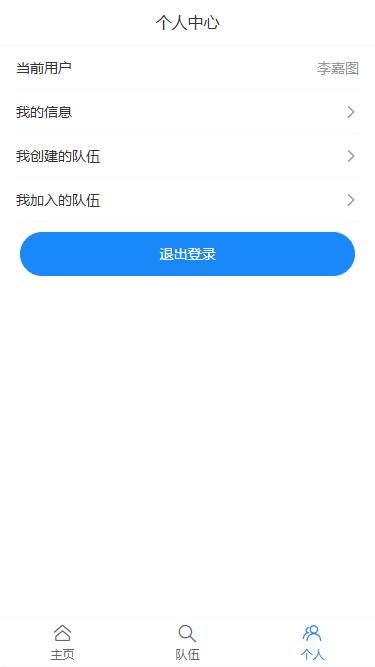 个人中心
当前用户 李嘉图
我的信息
我创建的队伍
我加入的队伍
退出登录
主页 队伍 个人